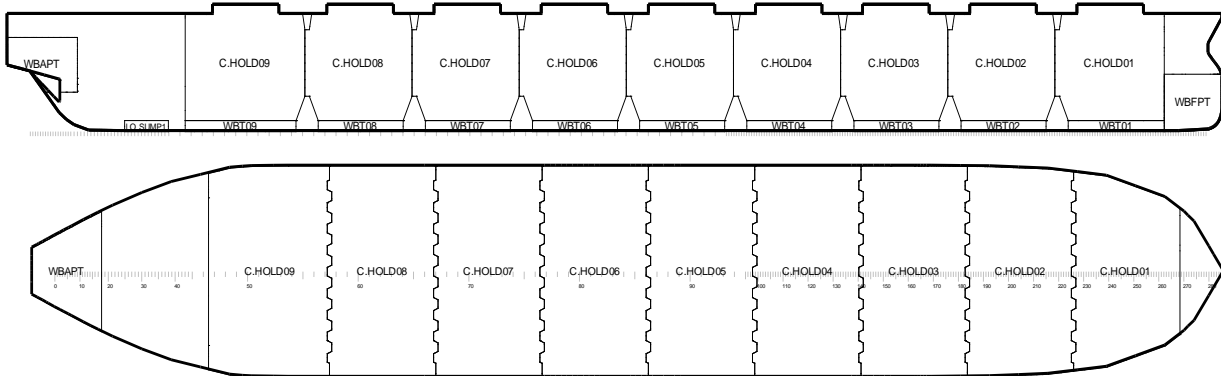 WBAPT C.HOLD09 C.HOLD08 C.HOLD07 C.HOLD06 C.HOLD05 C.HOLD04 C.HOLD03 C.HOLD02 C.HOLD01
WBFPT
LO SUMP1 WBT09 WBT08 WBT07 WBT06 WBT05 WBT04 WBT03 WBT02 WBT01
WBAPT C.HOLD09 C.HOLD08 C.HOLD07 C.HOLD06 C.HOLD05 C.HOLD04 C.HOLD03 C.HOLD02 C.HOLD01
0 10 20 30 40 50 60 70 80 90 100 110 120 130 140 150 160 170 180 190 200 210 220 230 240 250 260 270